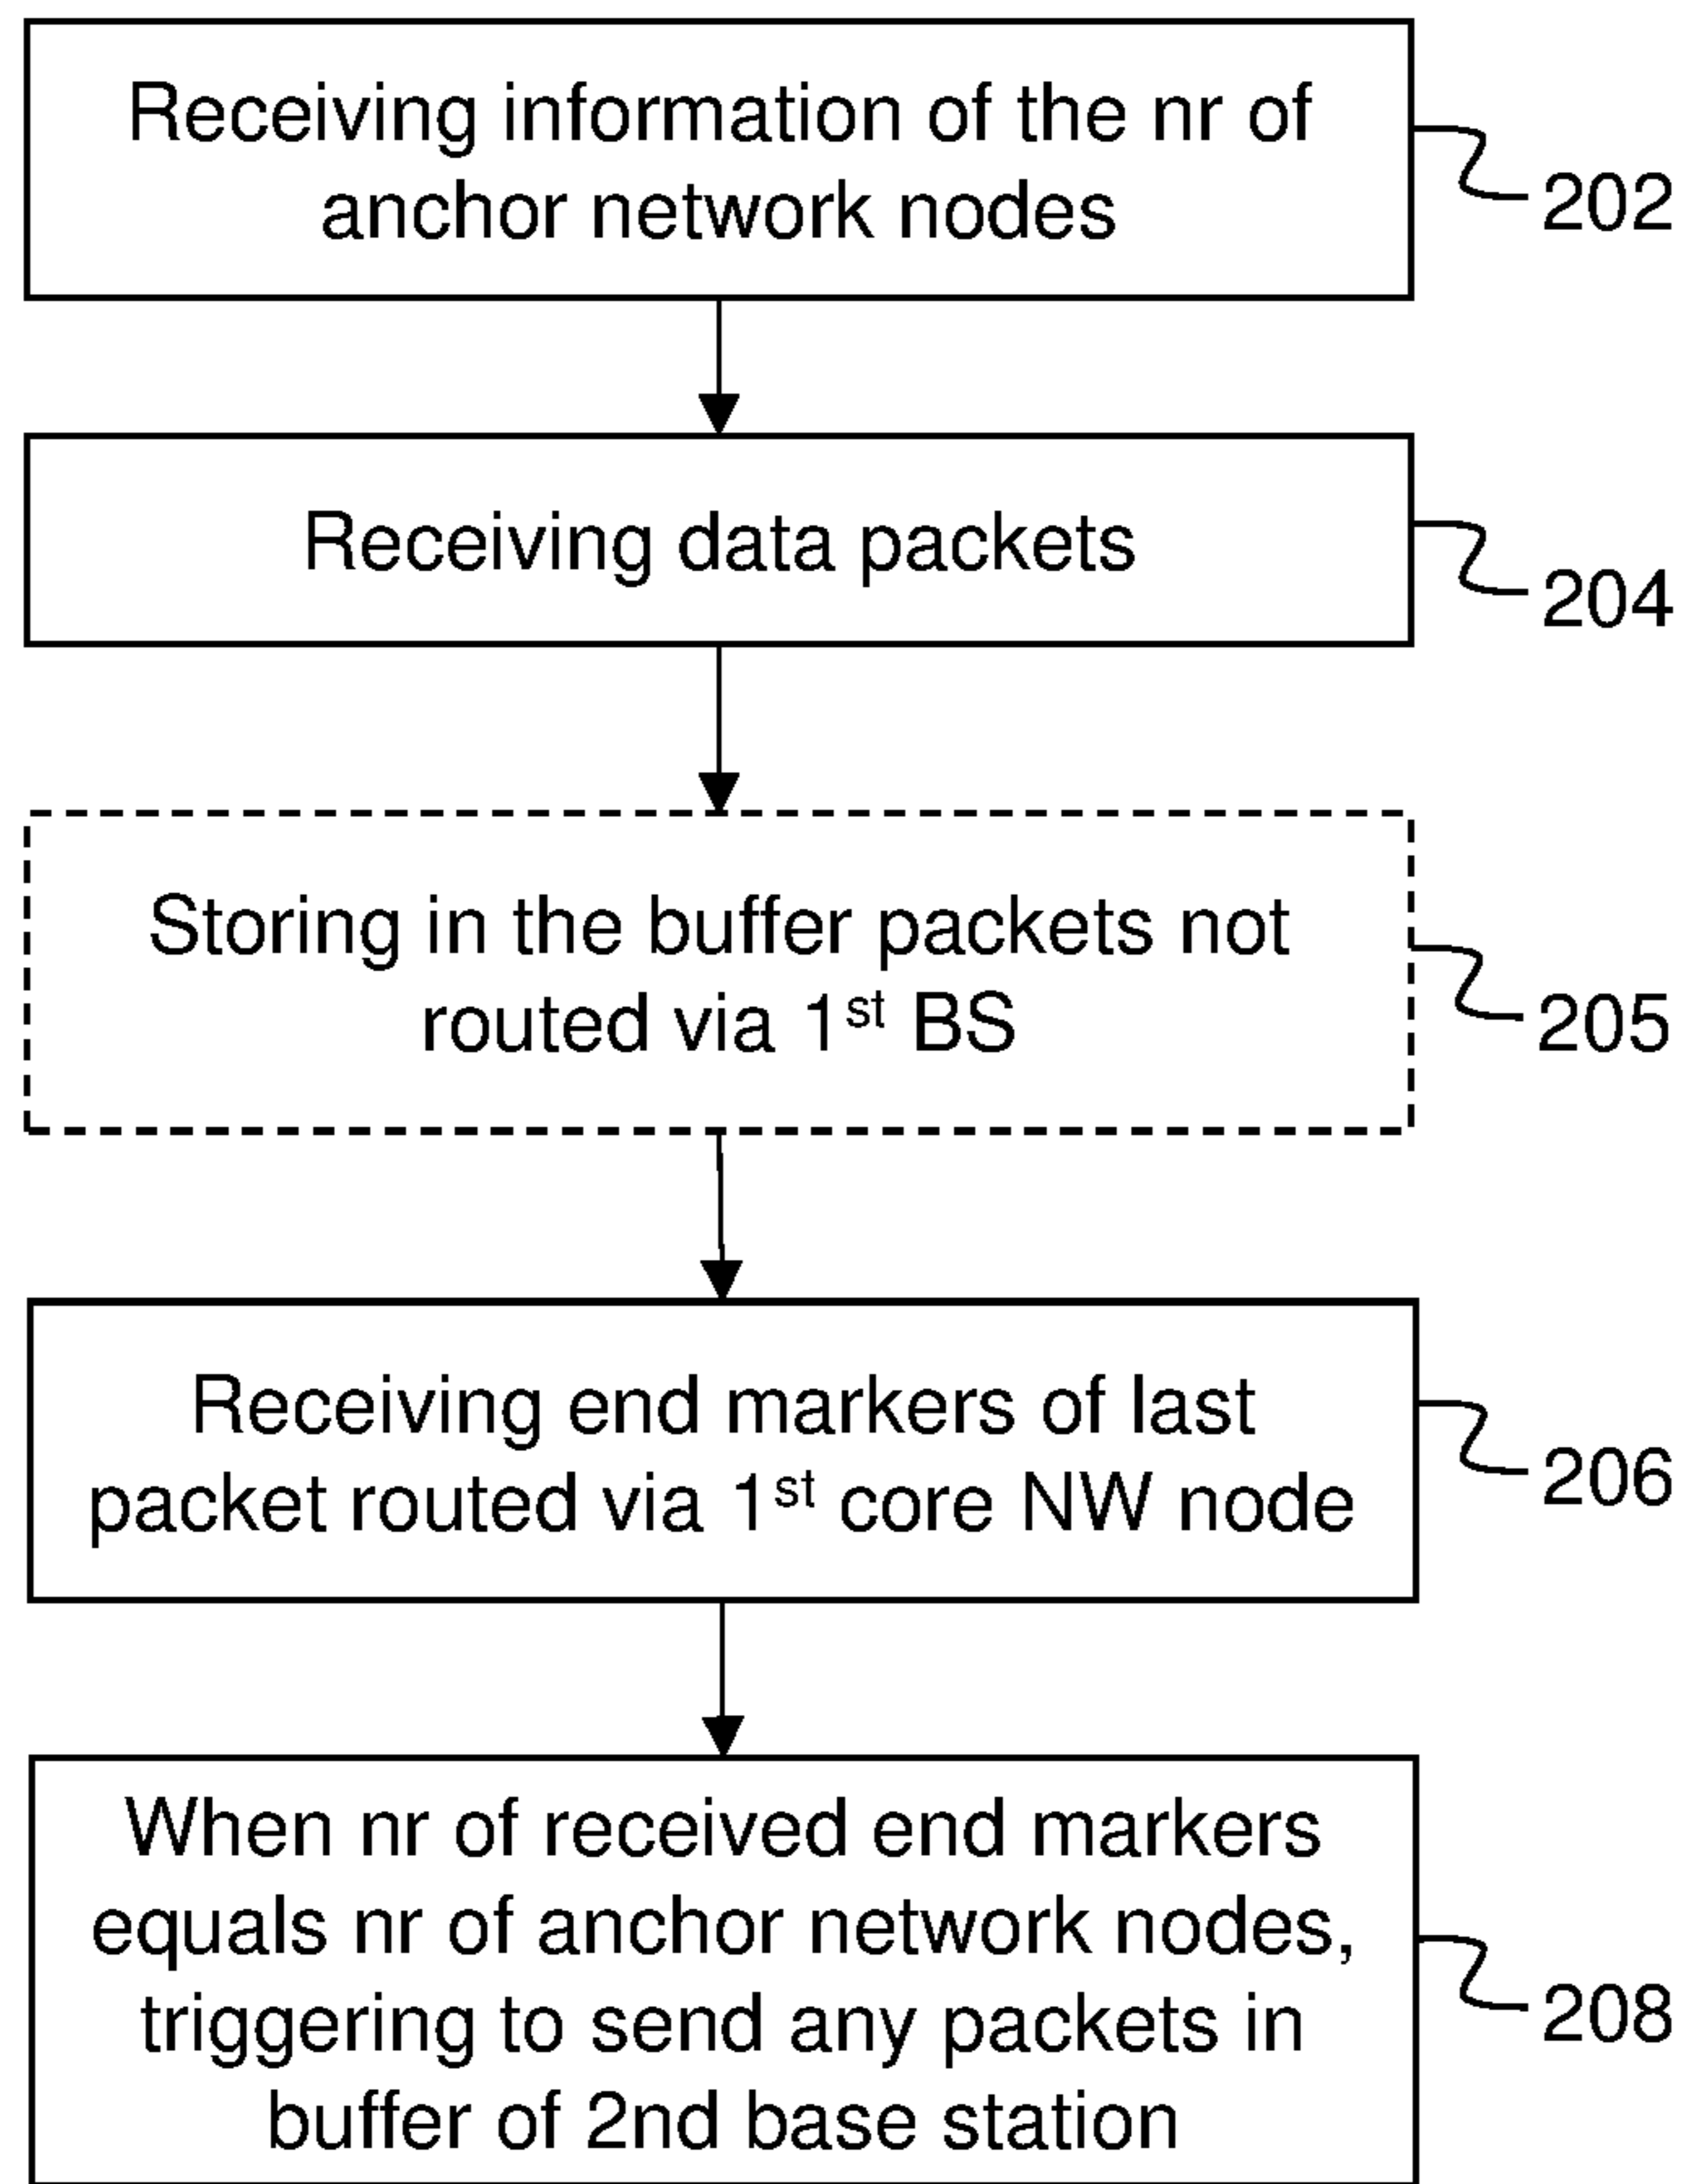 Receiving information of the nr of
anchor network nodes
202
Receiving data packets
204
Storing in the buffer packets not
routed via 1st BS
205
Receiving end markers of last
packet routed via 1st core NW node
206
When nr of received end markers
equals nr of anchor network nodes,
triggering to send any packets in
buffer of 2nd base station
208